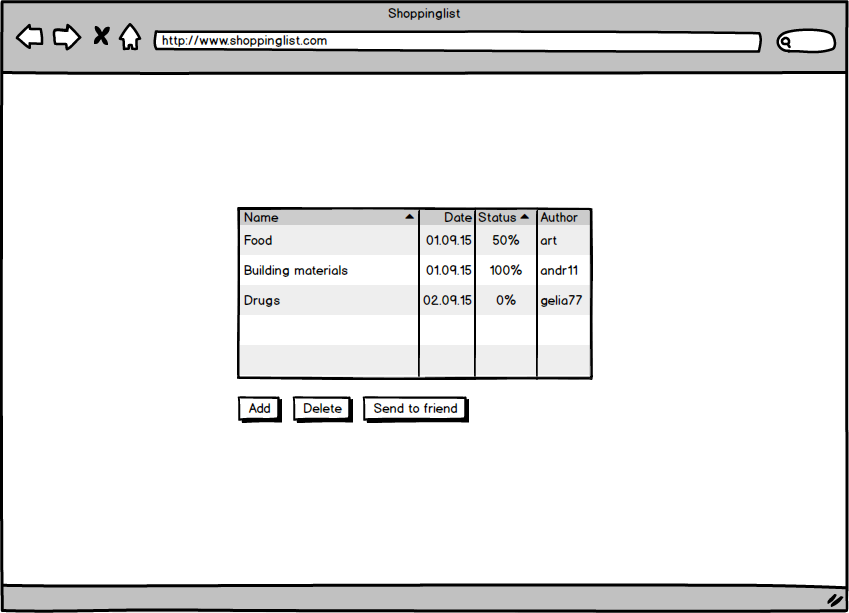 Shoppinglist
http://www.shoppinglist.com
Name Date Status Author
Food 01.09.15 50% art
Building materials 01.09.15 100% andr11
Drugs 02.09.15 0% gelia77
Add Delete Send to friend